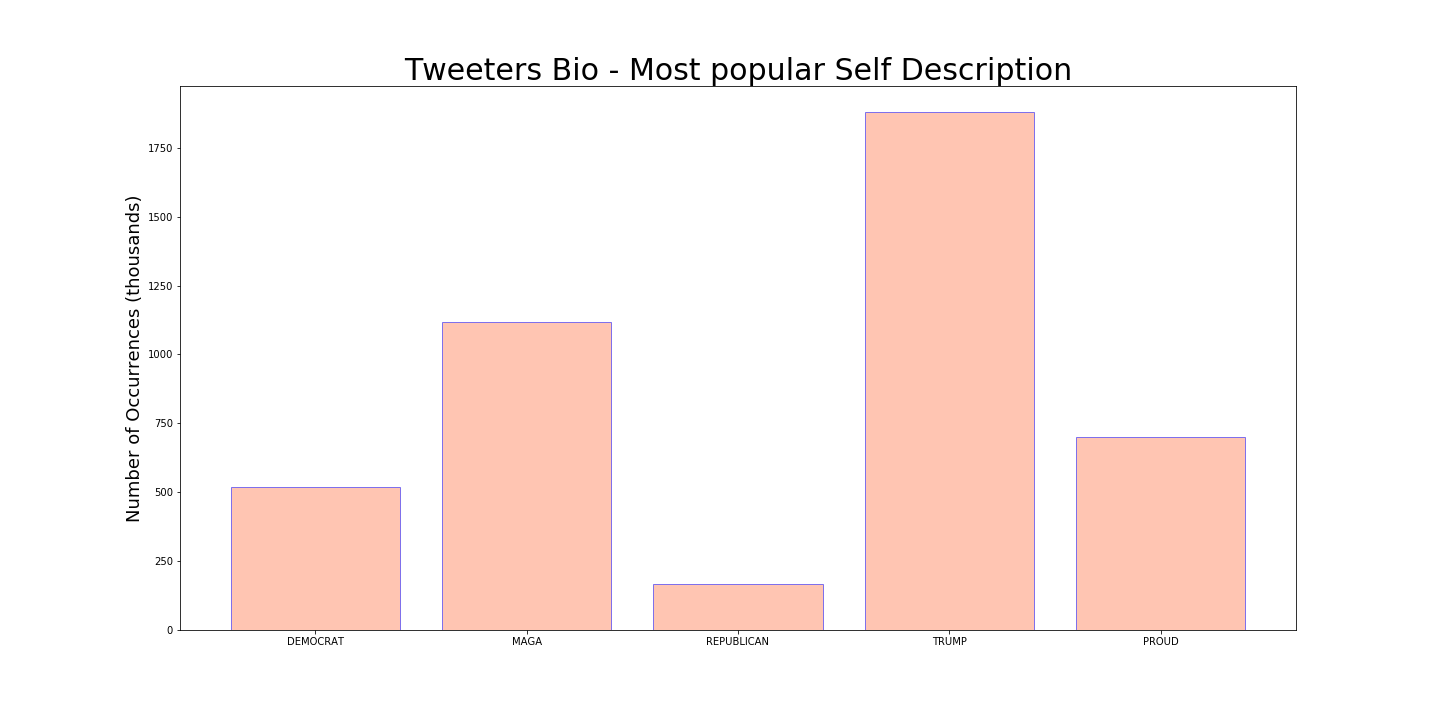 Tweeters Bio - Most popular Self Description
Number of Occurrences (thousands)
1750
1500
1250
1000
750
500
250
0
DEMOCRAT
MAGA
REPUBLICAN
TRUMP
PROUD